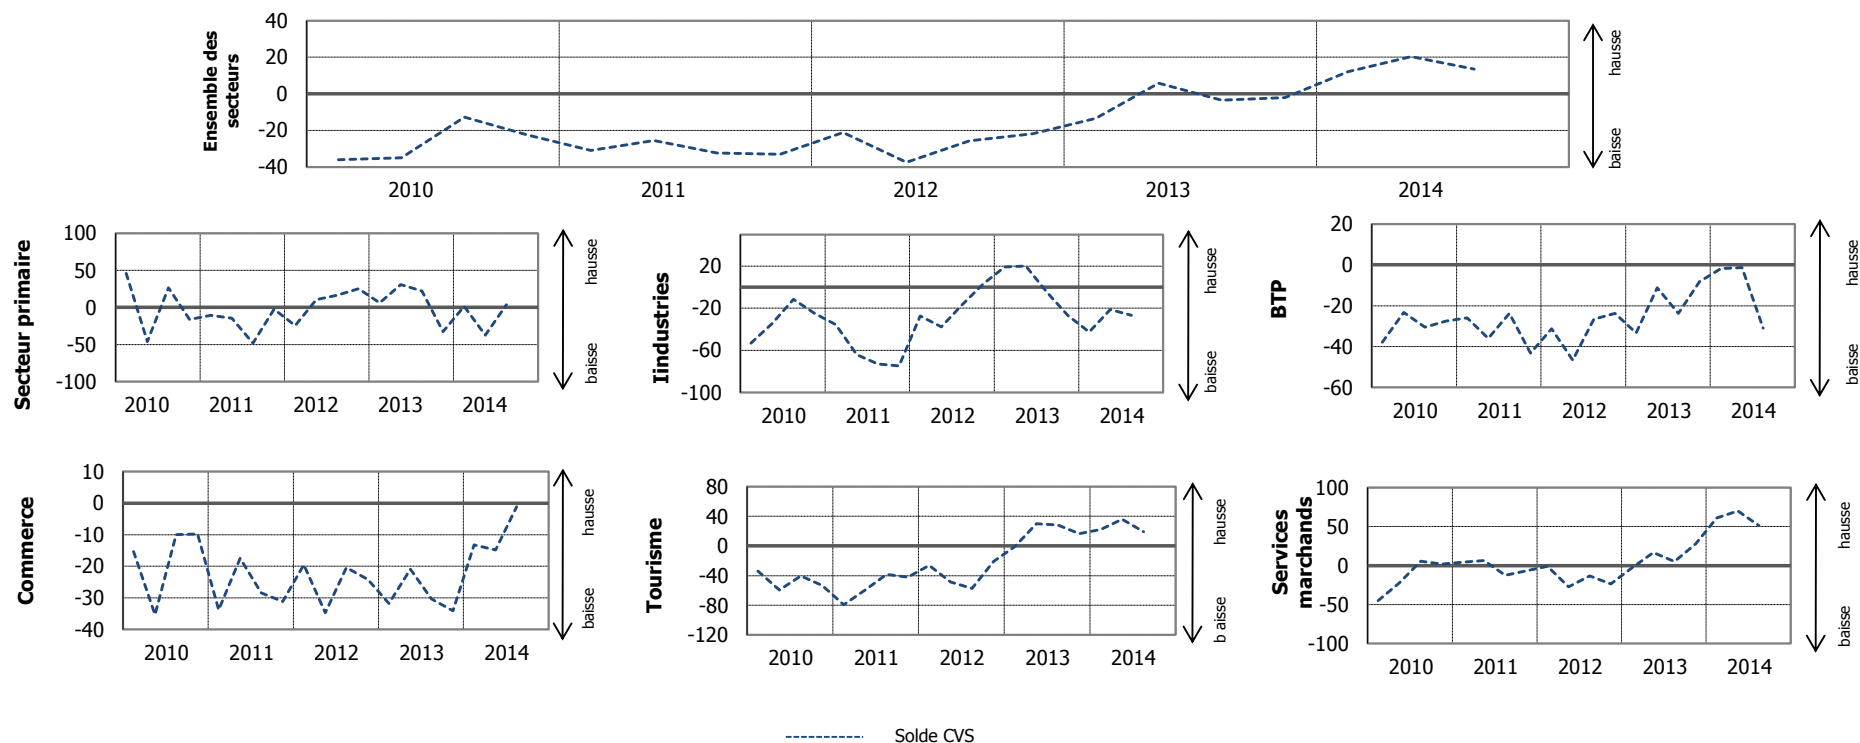 Ensemble des
secteurs
40
20
0
-20
-40
2010 2011 2012 2013 2014
hausse
baisse
Secteur primaire
100
50
0
-50
-100
2010 2011 2012 2013 2014
hausse
baisse
Iindustries
20
-20
-60
-100
2010 2011 2012 2013 2014
hausse
baisse
BTP
20
0
-20
-40
-60
2010 2011 2012 2013 2014
hausse
baisse
Commerce
10
0
-10
-20
-30
-40
2010 2011 2012 2013 2014
hausse
baisse
Tourisme
80
40
0
-40
-80
-120
2010 2011 2012 2013 2014
hausse
b aisse
Services
marchands
100
50
0
-50
-100
2010 2011 2012 2013 2014
hausse
baisse
Solde CVS